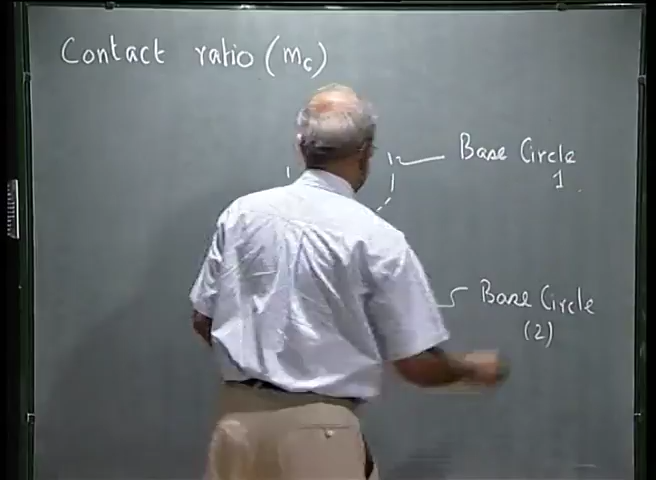 Contact ratio (mc)
Base Circle
1
Base Circle
(2)